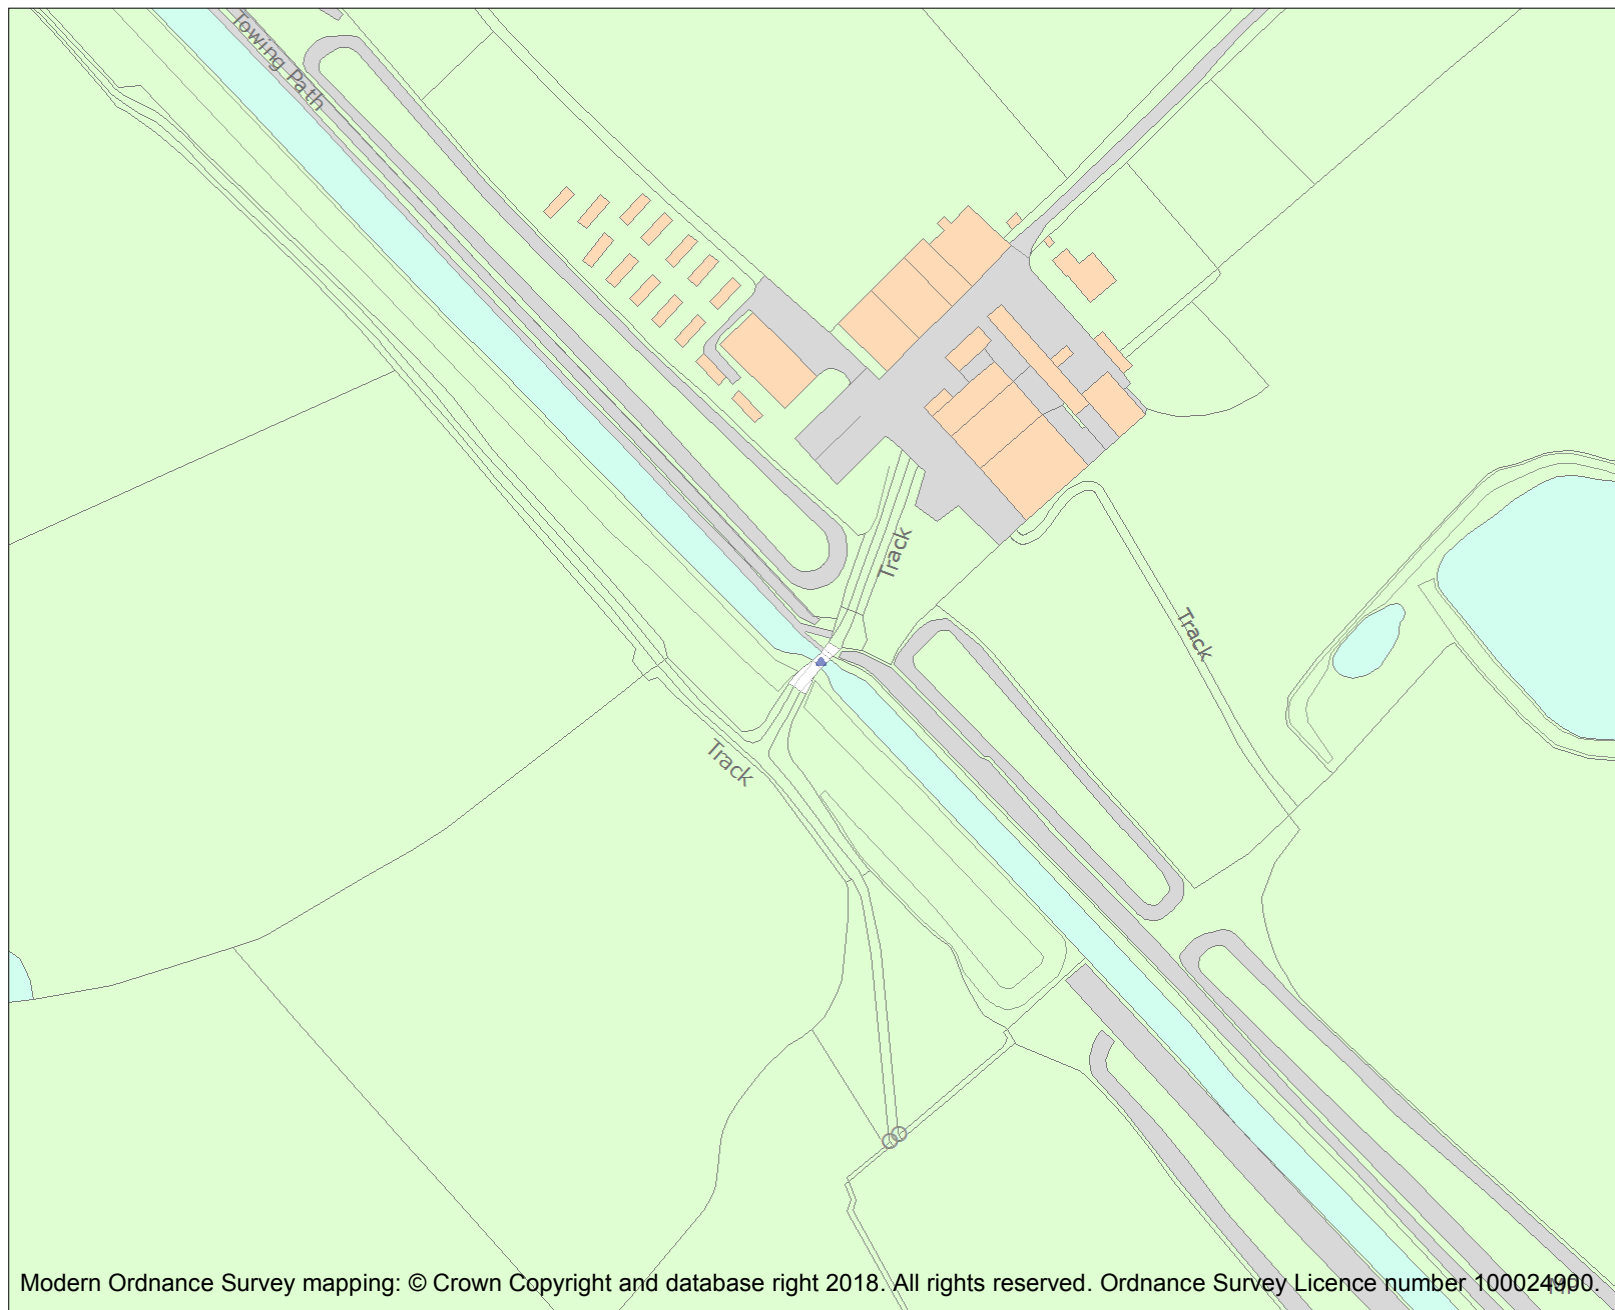 Towing Path
Track
Track
Track
Modern Ordnance Survey mapping: © Crown Copyright and database right 2018. All rights reserved. Ordnance Survey Licence number 100024900.